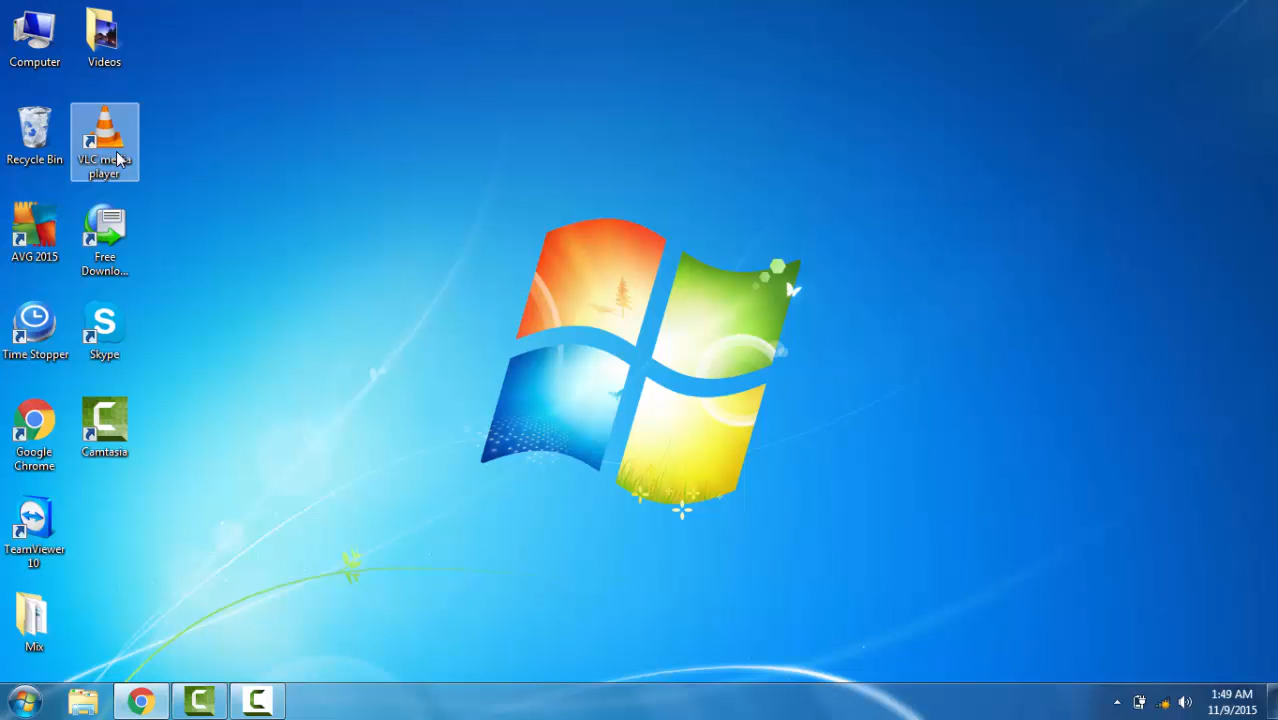 Computer
Videos
Recycle Bin
VLC media
player
AVG 2015
Free
Downlo...
Time Stopper
Skype
Google
Chrome
Camtasia
TeamViewer
10
Mix
1:49 AM
11/9/2015